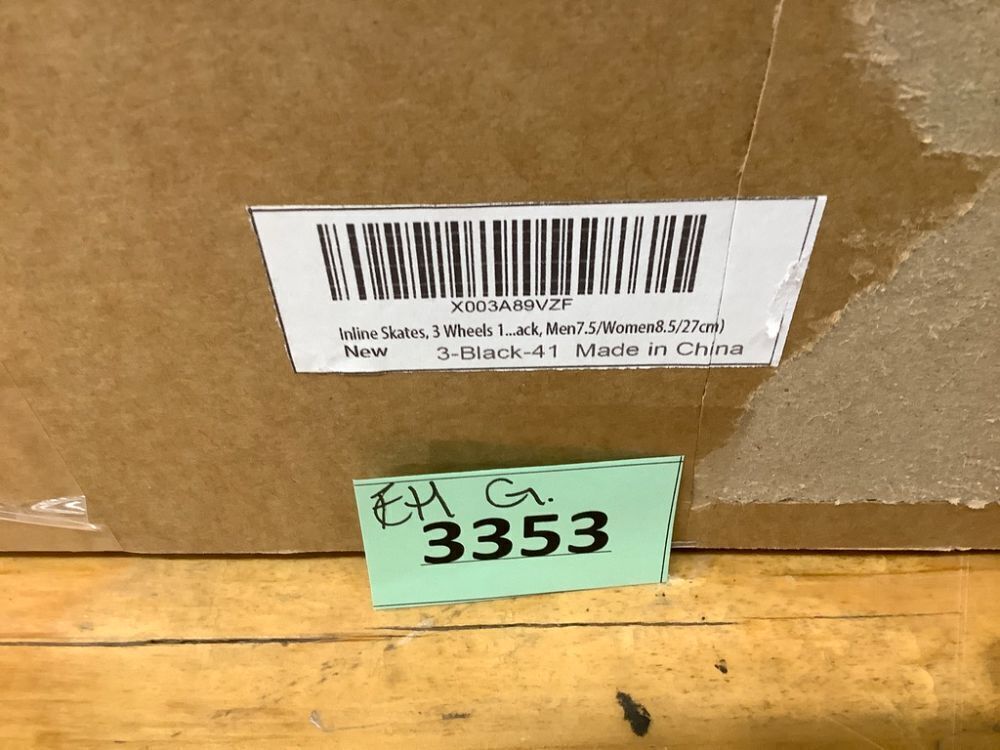 X003A89VZF
Inline Skates, 3 Wheels 1...ack, Men7.5/Women8.5/27cm)
New 3-Black-41 Made in China
EH G.
3353